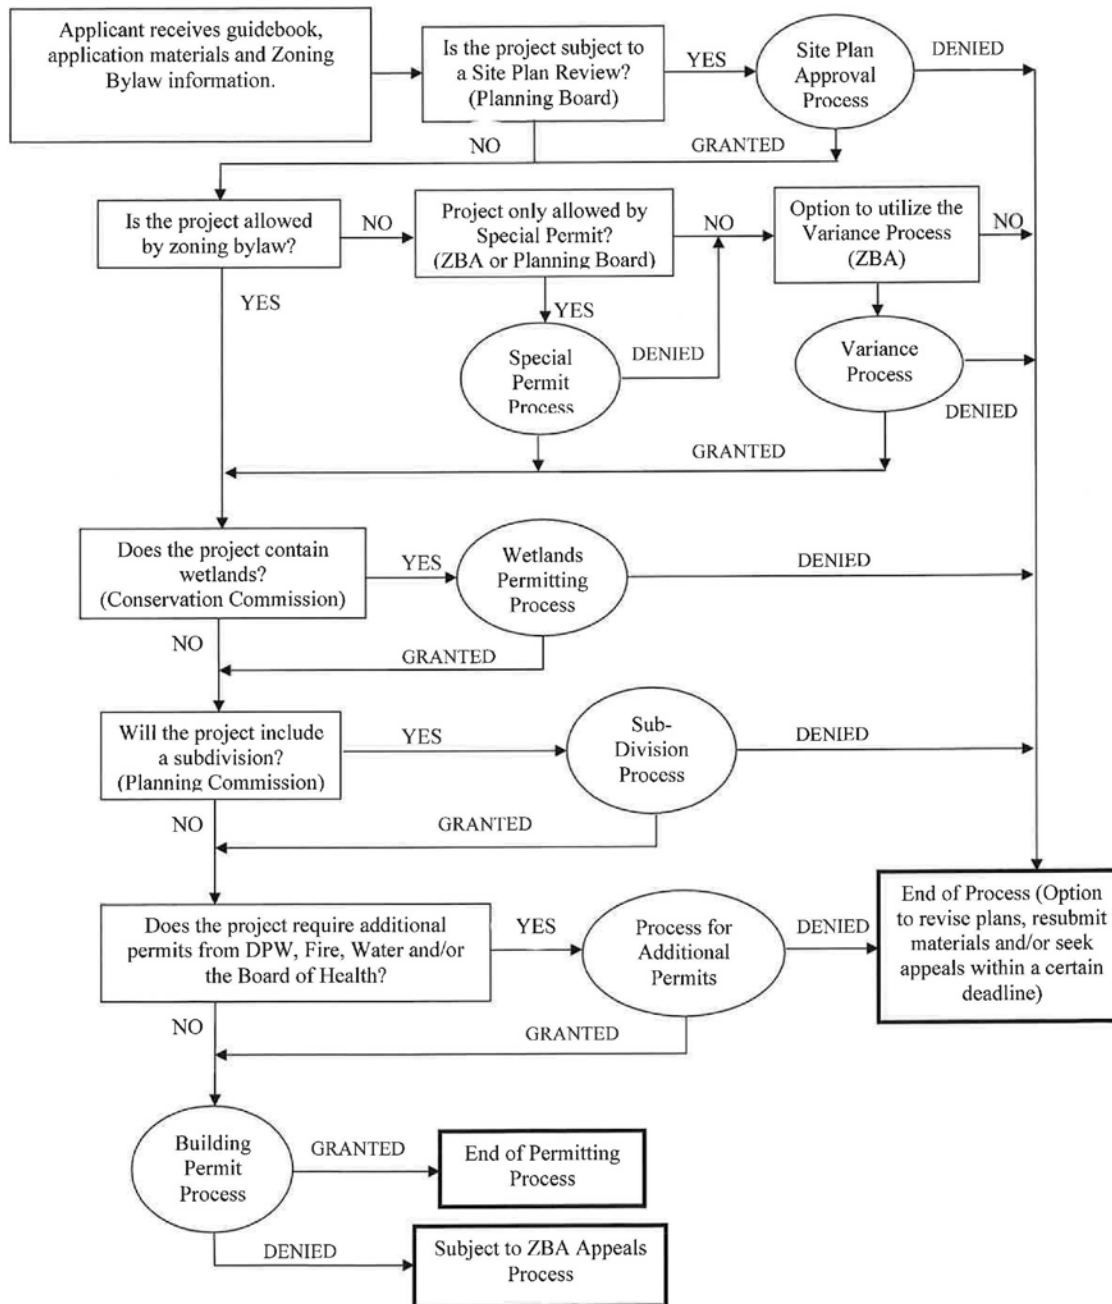 Applicant receives guidebook,
application materials and Zoning
Bylaw information.
Is the project subject to
a Site Plan Review?
(Planning Board)
YES
Site Plan
Approval
Process
DENIED
NO
GRANTED
Is the project allowed
by zoning bylaw?
NO
Project only allowed by
Special Permit?
(ZBA or Planning Board)
NO
Option to utilize the
Variance Process
(ZBA)
NO
YES
YES
Special
Permit
Process
DENIED
Variance
Process
DENIED
GRANTED
Does the project contain
wetlands?
(Conservation Commission)
YES
Wetlands
Permitting
Process
DENIED
NO
GRANTED
Will the project include
a subdivision?
(Planning Commission)
YES
Sub-
Division
Process
DENIED
NO
GRANTED
Does the project require additional
permits from DPW, Fire, Water and/or
the Board of Health?
YES
Process for
Additional
Permits
DENIED
End of Process (Option
to revise plans, resubmit
materials and/or seek
appeals within a certain
deadline)
NO
GRANTED
Building
Permit
Process
GRANTED
End of Permitting
Process
DENIED
Subject to ZBA Appeals
Process